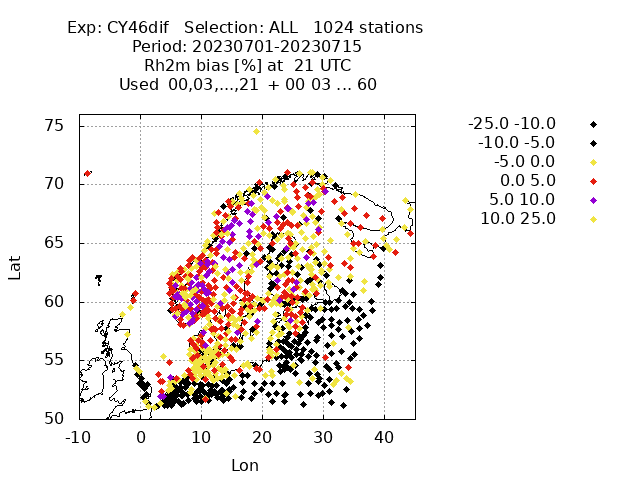 Exp: CY46dif   Selection: ALL   1024 stations
Period: 20230701-20230715
Rh2m bias [%] at  21 UTC
Used  00,03,...,21  + 00 03 ... 60
-25.0 -10.0
-10.0 -5.0
-5.0 0.0
0.0 5.0
5.0 10.0
10.0 25.0
75
70
65
60
55
50
Lat
-10 0 10 20 30 40
Lon